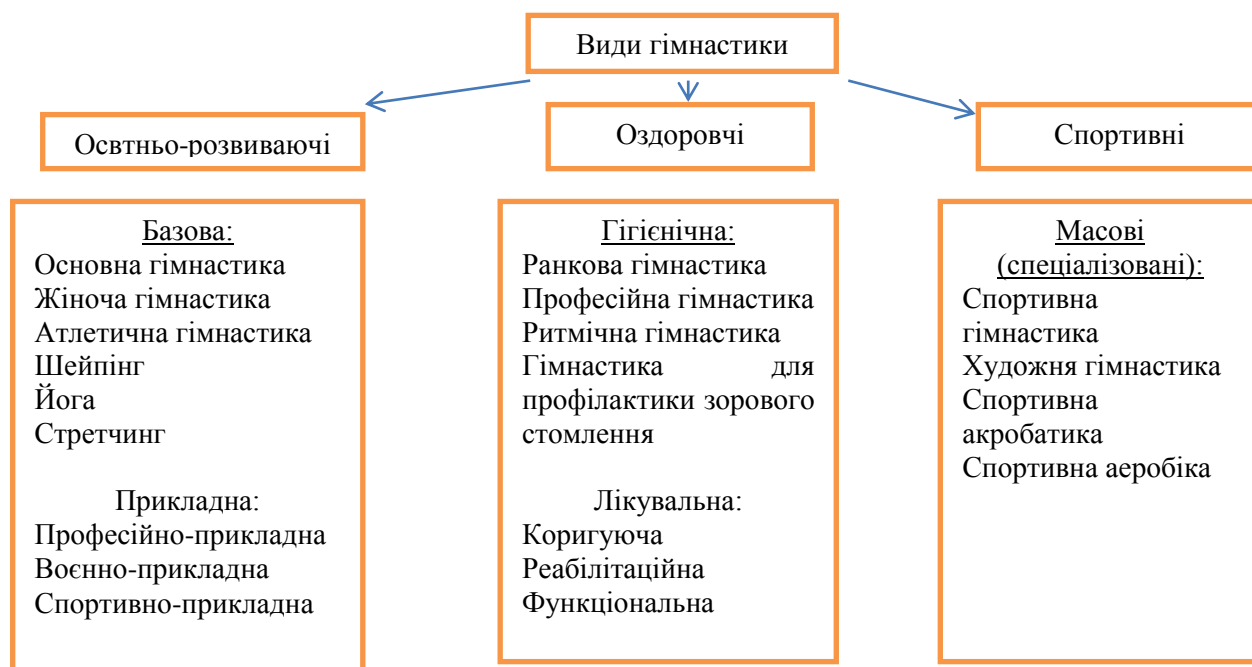 Види гімнастики
Освтньо-розвиваючі
Оздоровчі
Спортивні
Базова:
Основна гімнастика
Жіноча гімнастика
Атлетична гімнастика
Шейпінг
Йога
Стретчинг
Прикладна:
Професійно-прикладна
Воєнно-прикладна
Спортивно-прикладна
Гігієнічна:
Ранкова гімнастика
Професійна гімнастика
Ритмічна гімнастика
Гімнастика для
профілактики зорового
стомлення
Лікувальна:
Коригуюча
Реабілітаційна
Функціональна
Масові
(спеціалізовані):
Спортивна
гімнастика
Художня гімнастика
Спортивна
акробатика
Спортивна аеробіка